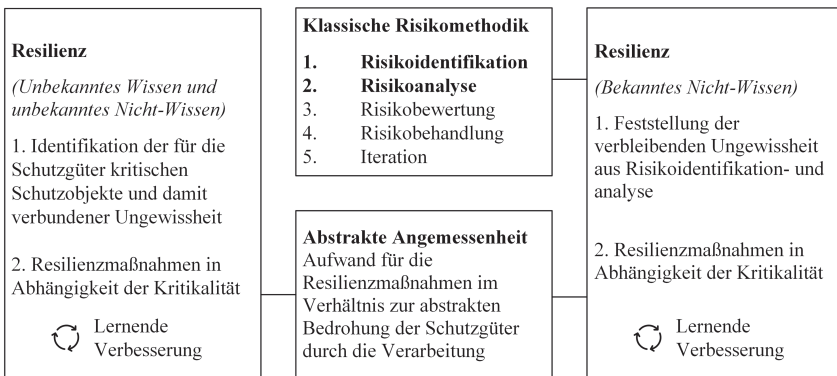 Resilienz
(Unbekanntes Wissen und
unbekanntes Nicht-Wissen)
1. Identifikation der für die
Schutzgüter kritischen
Schutzobjekte und damit
verbundener Ungewissheit
2. Resilienzmaßnahmen in
Abhängigkeit der Kritikalität
Lernende
Verbesserung
Klassische Risikomethodik
1. Risikoidentifikation
2. Risikoanalyse
3. Risikobewertung
4. Risikobehandlung
5. Iteration
Abstrakte Angemessenheit
Aufwand für die
Resilienzmaßnahmen im
Verhältnis zur abstrakten
Bedrohung der Schutzgüter
durch die Verarbeitung
Resilienz
(Bekanntes Nicht-Wissen)
1. Feststellung der
verbleibenden Ungewissheit
aus Risikoidentifikation- und
analyse
2. Resilienzmaßnahmen in
Abhängigkeit der Kritikalität
Lernende
Verbesserung